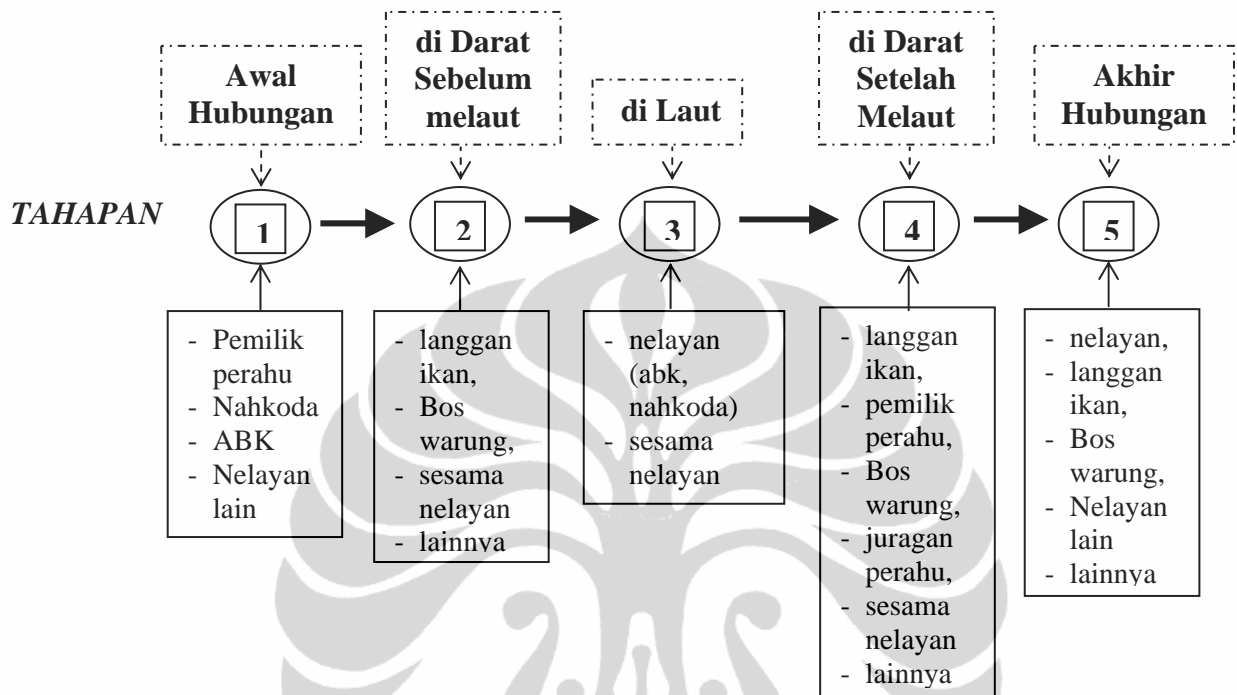 Awal
Hubungan
di Darat
Sebelum
melaut
di Laut
di Darat
Setelah
Melaut
Akhir
Hubungan
TAHAPAN
1
2
3
4
5
- Pemilik
perahu
- Nahkoda
- ABK
- Nelayan
lain
- langgan
ikan,
- Bos
warung,
- sesama
nelayan
- lainnya
- nelayan
(abk,
nahkoda)
- sesama
nelayan
- langgan
ikan,
- pemilik
perahu,
- Bos
warung,
- juragan
perahu,
- sesama
nelayan
- lainnya
- nelayan,
- langgan
ikan,
- Bos
warung,
- Nelayan
lain
- lainnya